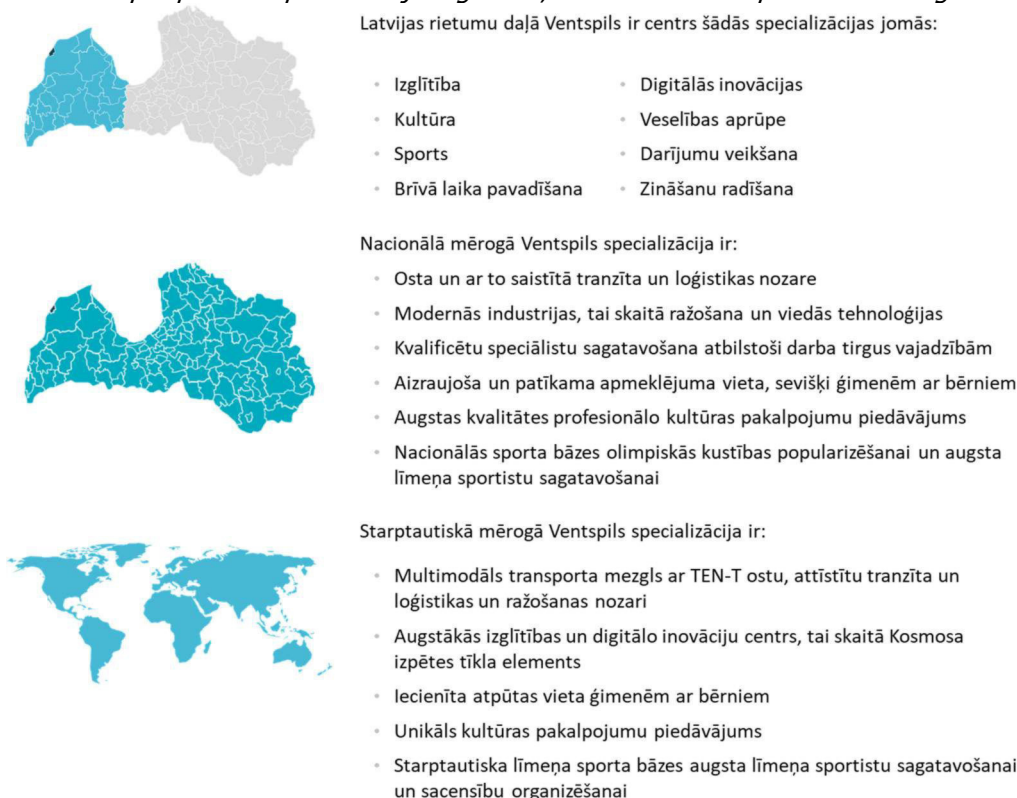 Latvijas rietumu daļā Ventspils ir centrs šādās specializācijas jomās:
• Izglītība
• Kultūra
• Sports
• Brīvā laika pavadīšana
• Digitālās inovācijas
• Veselības aprūpe
• Darījumu veikšana
• Zināšanu radīšana
Nacionālā mērogā Ventspils specializācija ir:
• Osta un ar to saistītā tranzīta un loģistikas nozare
• Modernās industrijas, tai skaitā ražošana un viedās tehnoloģijas
• Kvalificētu speciālistu sagatavošana atbilstoši darba tirgus vajadzībām
• Aizraujoša un patīkama apmeklējuma vieta, sevišķi ģimenēm ar bērniem
• Augstas kvalitātes profesionālo kultūras pakalpojumu piedāvājums
• Nacionālās sporta bāzes olimpiskās kustības popularizēšanai un augsta
līmeņa sportistu sagatavošanai
Starptautiskā mērogā Ventspils specializācija ir:
• Multimodāls transporta mezgls ar TEN-T ostu, attīstītu tranzīta un
loģistikas un ražošanas nozari
• Augstākās izglītības un digitālo inovāciju centrs, tai skaitā Kosmosa
izpētes tīkla elements
• Iecienīta atpūtas vieta ģimenēm ar bērniem
• Unikāls kultūras pakalpojumu piedāvājums
• Starptautiska līmeņa sporta bāzes augsta līmeņa sportistu sagatavošanai
un sacensību organizēšanai